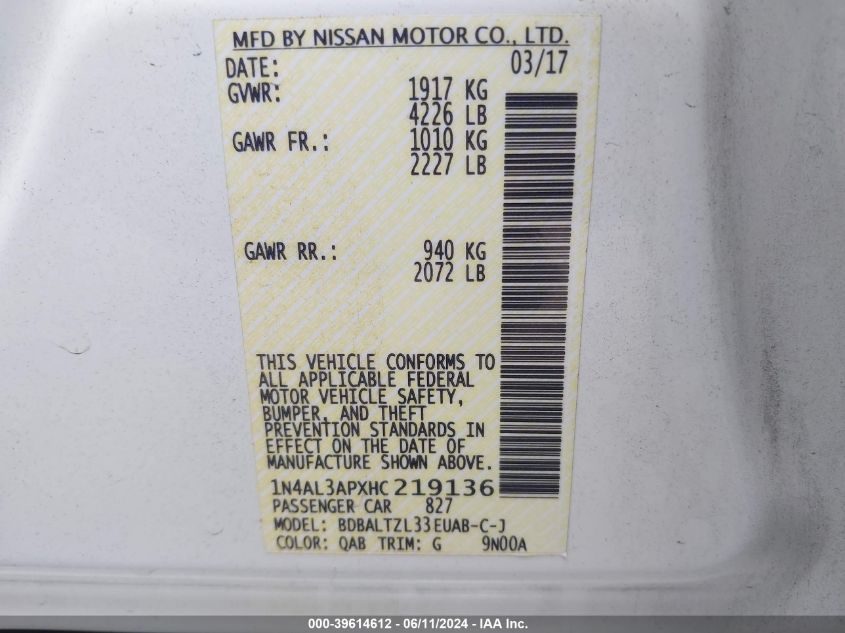 MFD BY NISSAN MOTOR CO., LTD.
DATE: 03/17
GVWR: 1917 KG
4226 LB
GAWR FR.: 1010 KG
2227 LB
GAWR RR.: 940 KG
2072 LB
THIS VEHICLE CONFORMS TO
ALL APPLICABLE FEDERAL
MOTOR VEHICLE SAFETY,
BUMPER, AND THEFT
PREVENTION STANDARDS IN
EFFECT ON THE DATE OF
MANUFACTURE SHOWN ABOVE.
1N4AL3APXHC219136
PASSENGER CAR 827
MODEL: BDBALTZL33EUAB-C-J
COLOR: QAB TRIM: G 9N00A
000-39614612 - 06/11/2024 - IAA Inc.